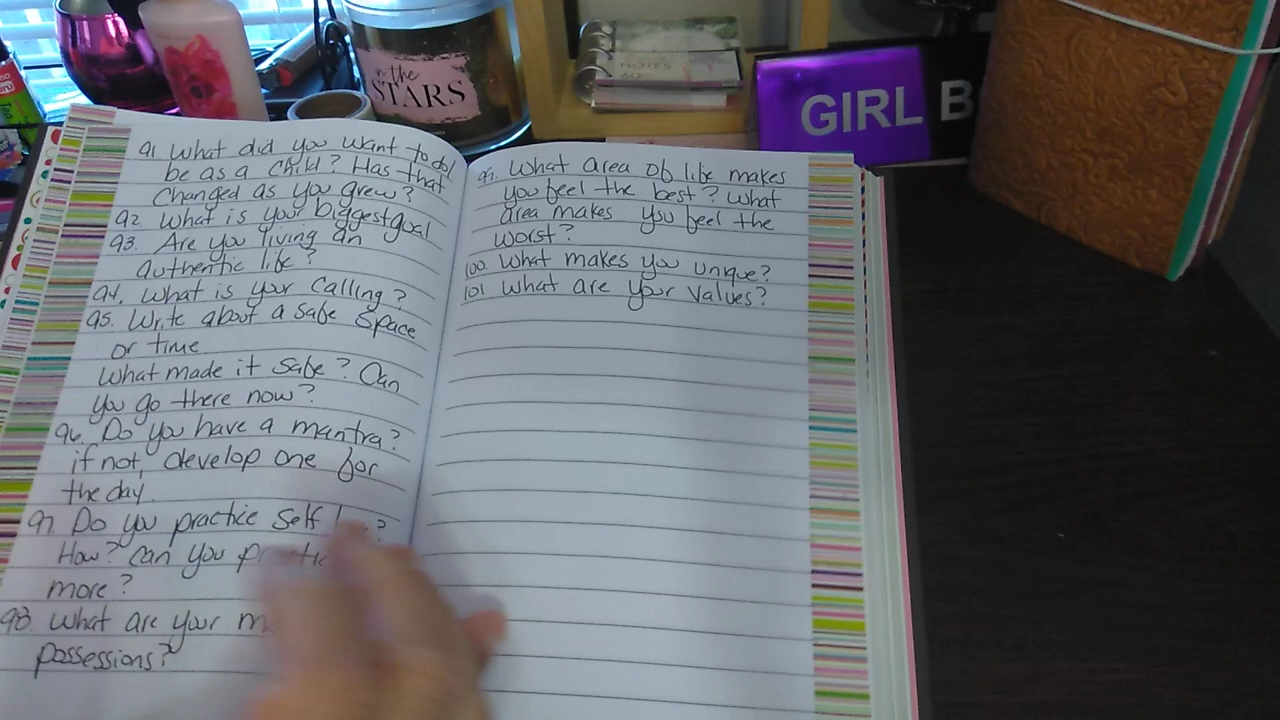 in the
STARS
NOTES
60
GIRL B
91 What did you want to do/
be as a child? Has that
changed as you grew?
92. What is your biggest goal
93. Are you living an
authentic life?
94. What is your calling?
95. Write about a safe space
or time.
What made it safe? Can
you go there now?
96. Do you have a mantra?
if not, develop one for
the day.
97. Do you practice self ?
How? Can you
more?
98. What are your
possessions?
99. What area of life makes
you feel the best? What
area makes you feel the
worst?
100. What makes you unique?
101 What are your values?